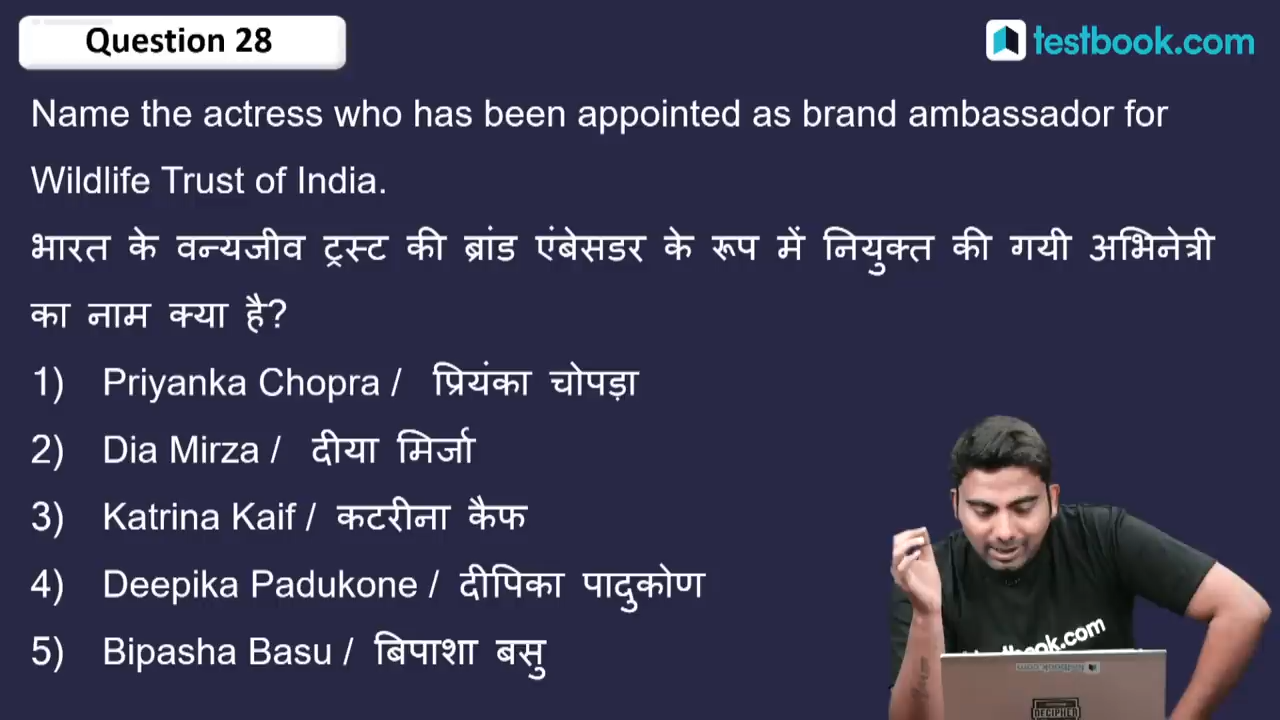 Question 28
testbook.com
Name the actress who has been appointed as brand ambassador for
Wildlife Trust of India.
भारत के वन्यजीव ट्रस्ट की ब्रांड एंबेसडर के रूप में नियुक्त की गयी अभिनेत्री
का नाम क्या है?
1) Priyanka Chopra / प्रियंका चोपड़ा
2) Dia Mirza / दीया मिर्जा
3) Katrina Kaif / कटरीना कैफ
4) Deepika Padukone / दीपिका पादुकोण
5) Bipasha Basu / बिपाशा बसु
DECIPHER